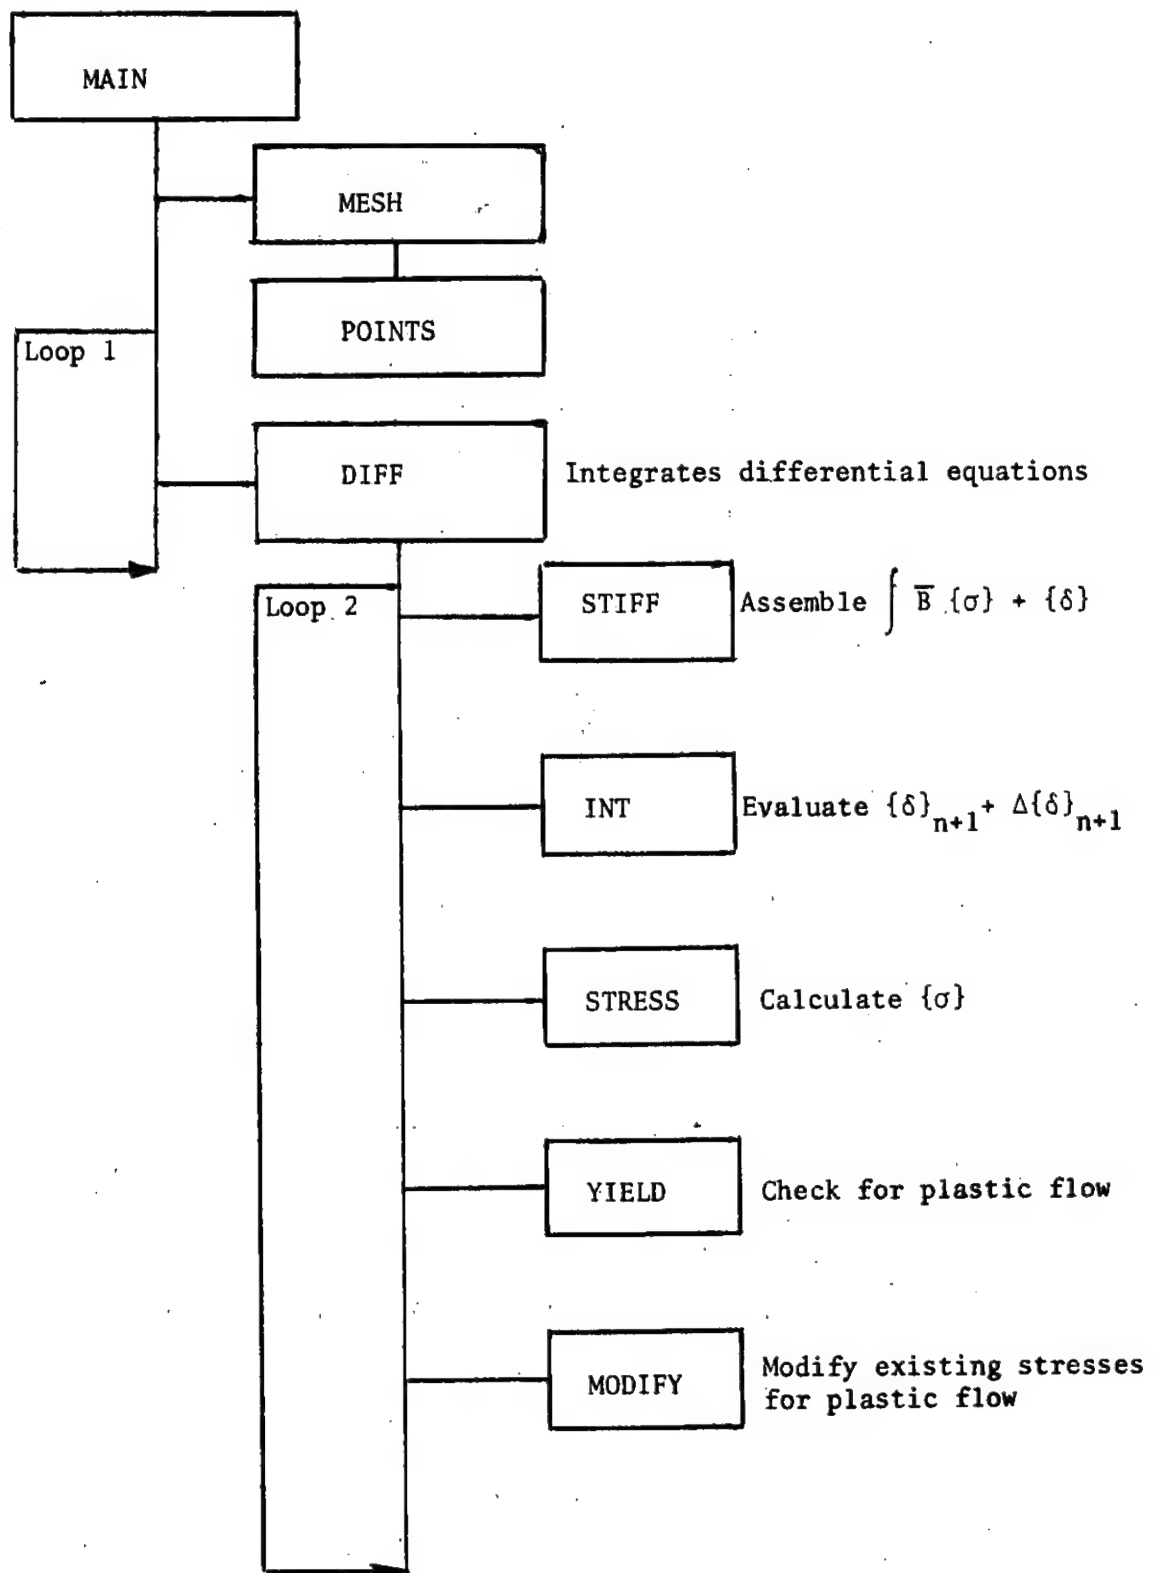 MAIN
MESH
POINTS
Loop 1
DIFF Integrates differential equations
Loop 2
STIFF Assemble ∫ B̅ {σ} + {δ}
INT Evaluate {δ}n+1 + Δ{δ}n+1
STRESS Calculate {σ}
YIELD Check for plastic flow
MODIFY Modify existing stresses
for plastic flow